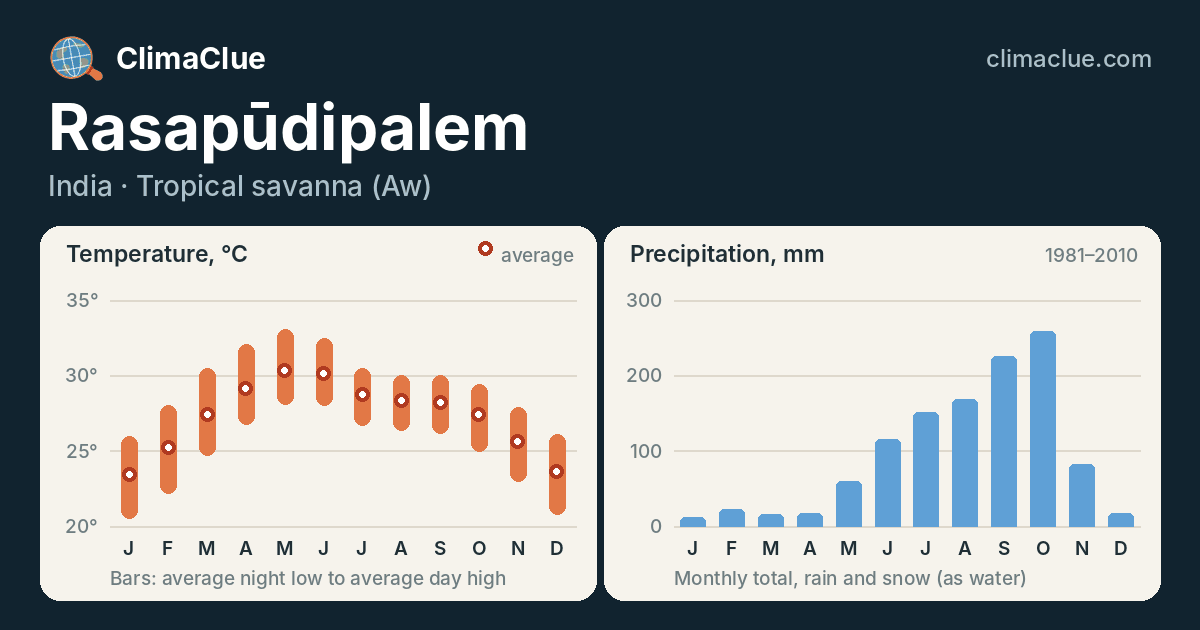 ClimaClue
climaclue.com
Rasapūdipalem
India · Tropical savanna (Aw)
Temperature, °C
average
35°
30°
25°
20°
J F M A M J J A S O N D
Bars: average night low to average day high
Precipitation, mm
1981–2010
300
200
100
0
J F M A M J J A S O N D
Monthly total, rain and snow (as water)